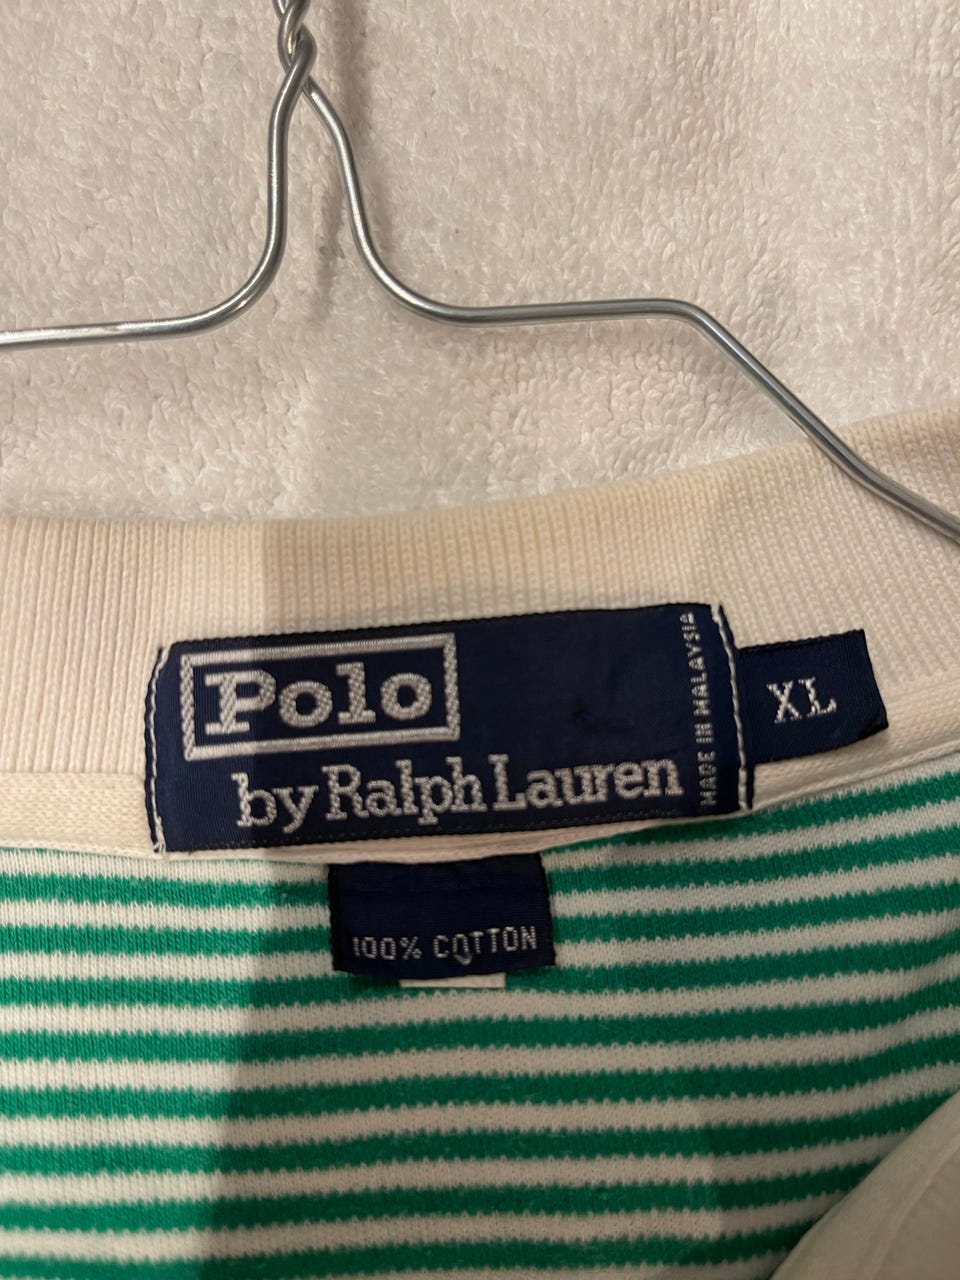 Polo
by Ralph Lauren
MADE IN MALAYSIA
XL
100% COTTON